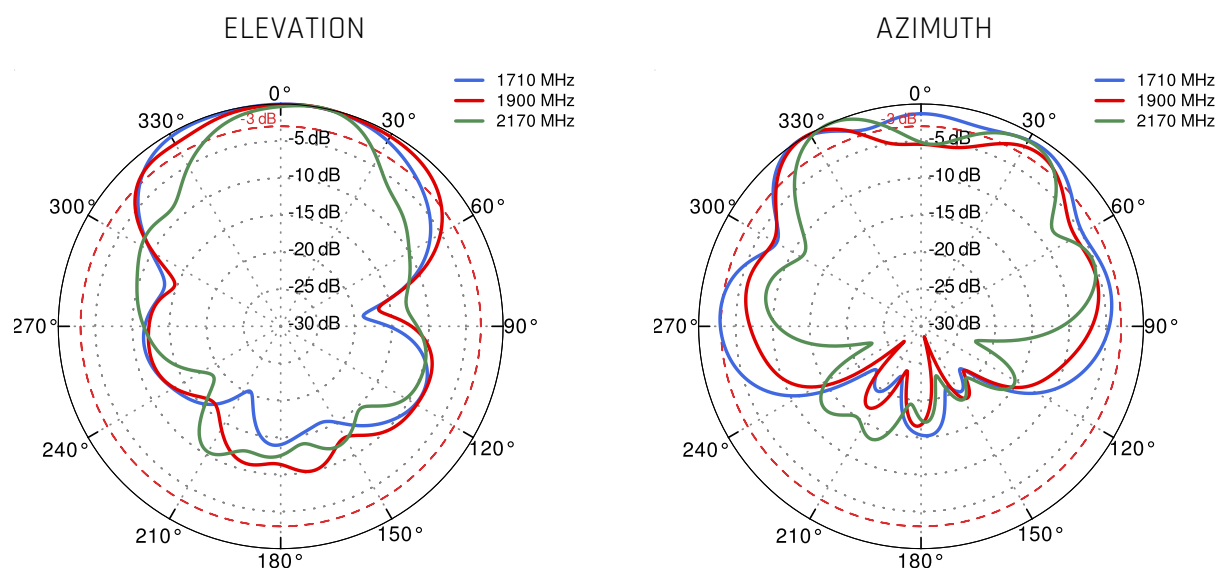 ELEVATION
1710 MHz
1900 MHz
2170 MHz
0°
-3 dB
330°
30°
-5 dB
-10 dB
300°
60°
-15 dB
-20 dB
-25 dB
-30 dB
270°
90°
240°
120°
210°
150°
180°
AZIMUTH
1710 MHz
1900 MHz
2170 MHz
0°
-3 dB
330°
30°
-5 dB
-10 dB
300°
60°
-15 dB
-20 dB
-25 dB
-30 dB
270°
90°
240°
120°
210°
150°
180°